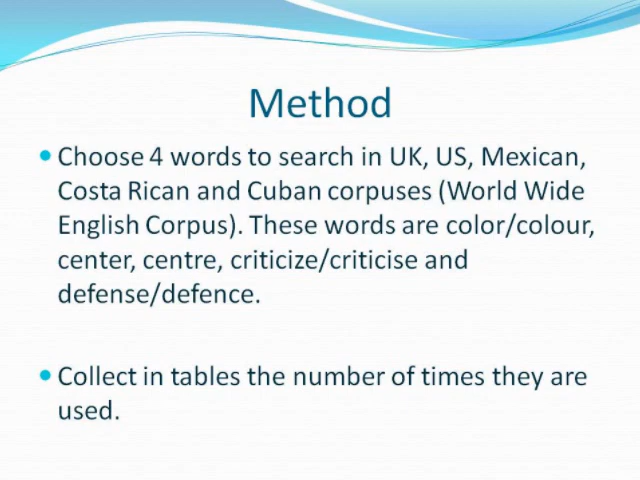 Method
Choose 4 words to search in UK, US, Mexican,
Costa Rican and Cuban corpuses (World Wide
English Corpus). These words are color/colour,
center, centre, criticize/criticise and
defense/defence.
Collect in tables the number of times they are
used.